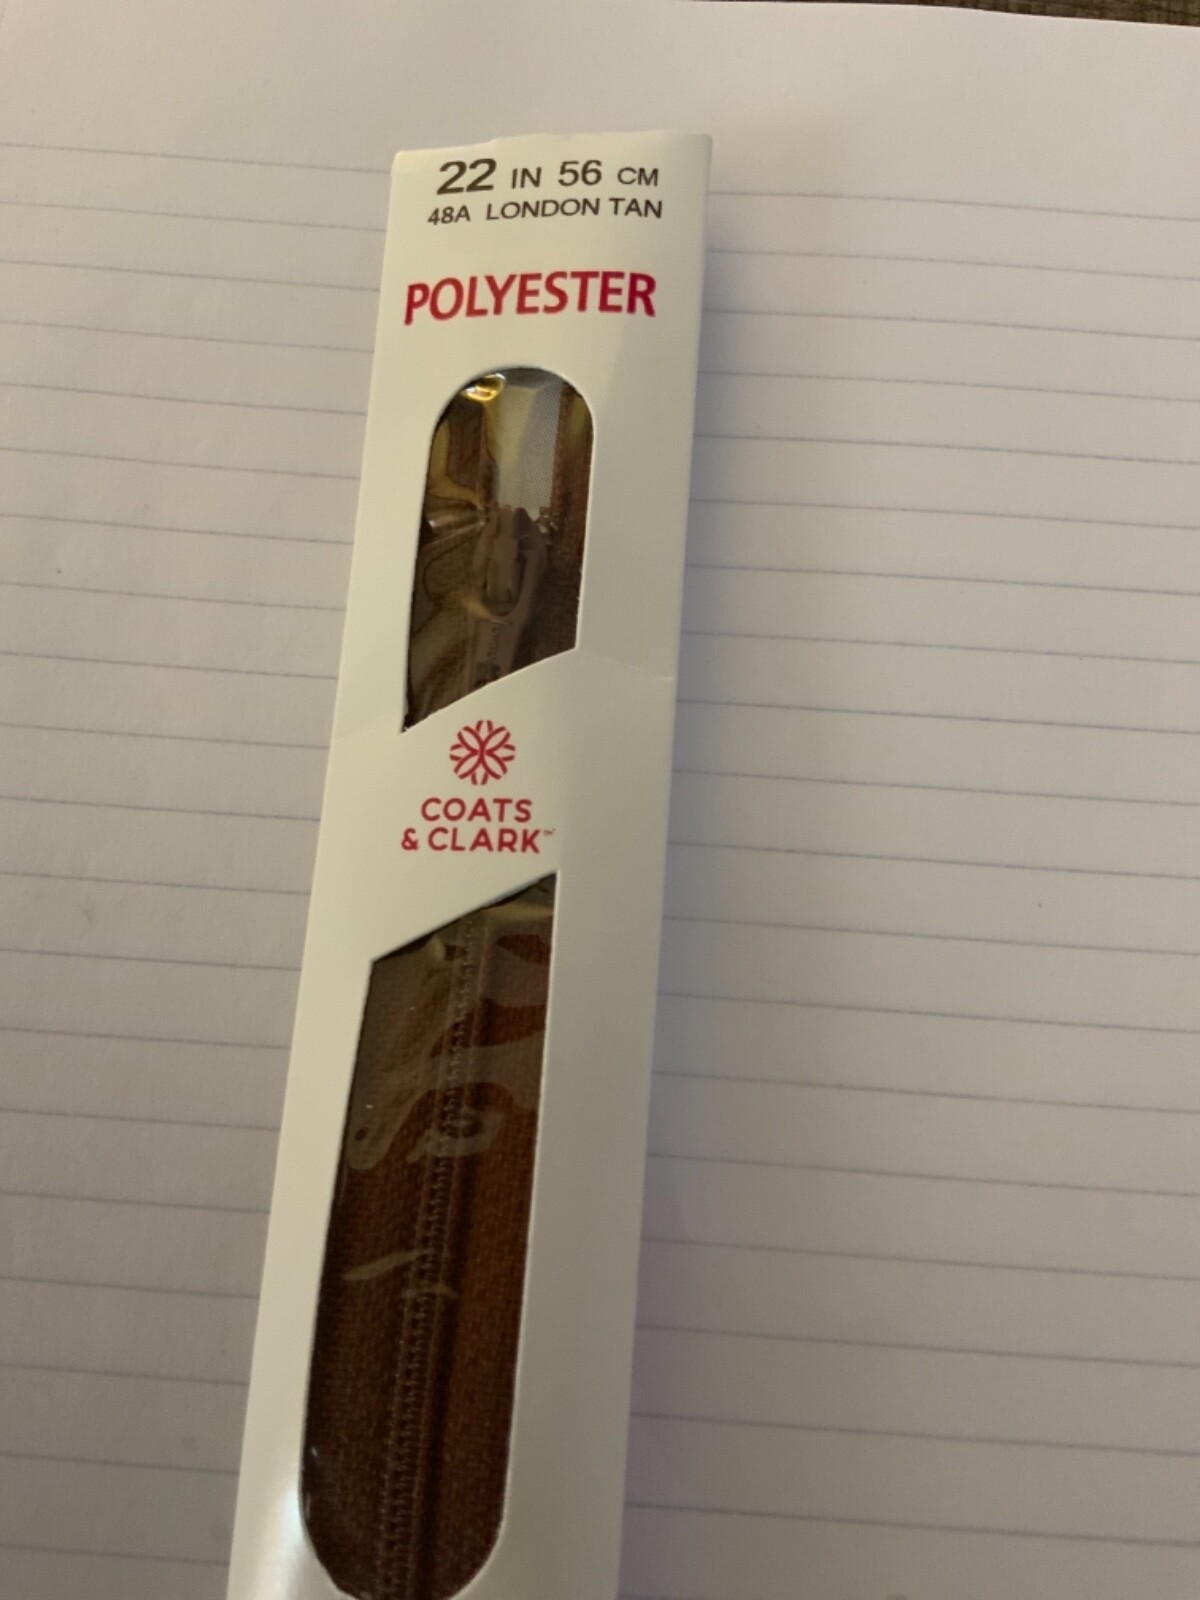 22 IN 56 CM
48A LONDON TAN
POLYESTER
COATS
& CLARK™